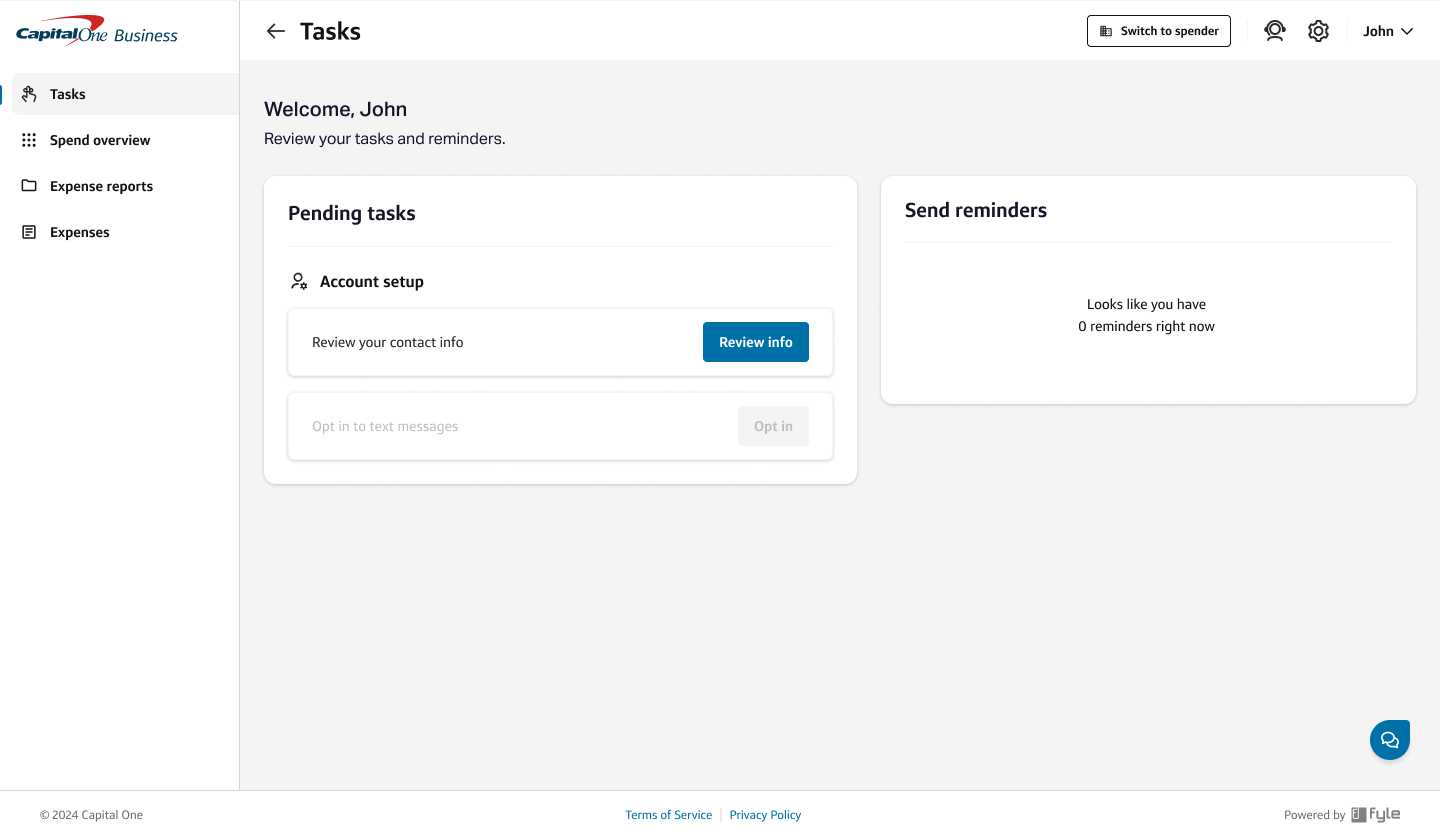 CapitalOne Business
Tasks
Switch to spender
John
Tasks
Spend overview
Expense reports
Expenses
Welcome, John
Review your tasks and reminders.
Pending tasks
Account setup
Review your contact info
Review info
Opt in to text messages
Opt in
Send reminders
Looks like you have
0 reminders right now
© 2024 Capital One
Terms of Service
Privacy Policy
Powered by fyle